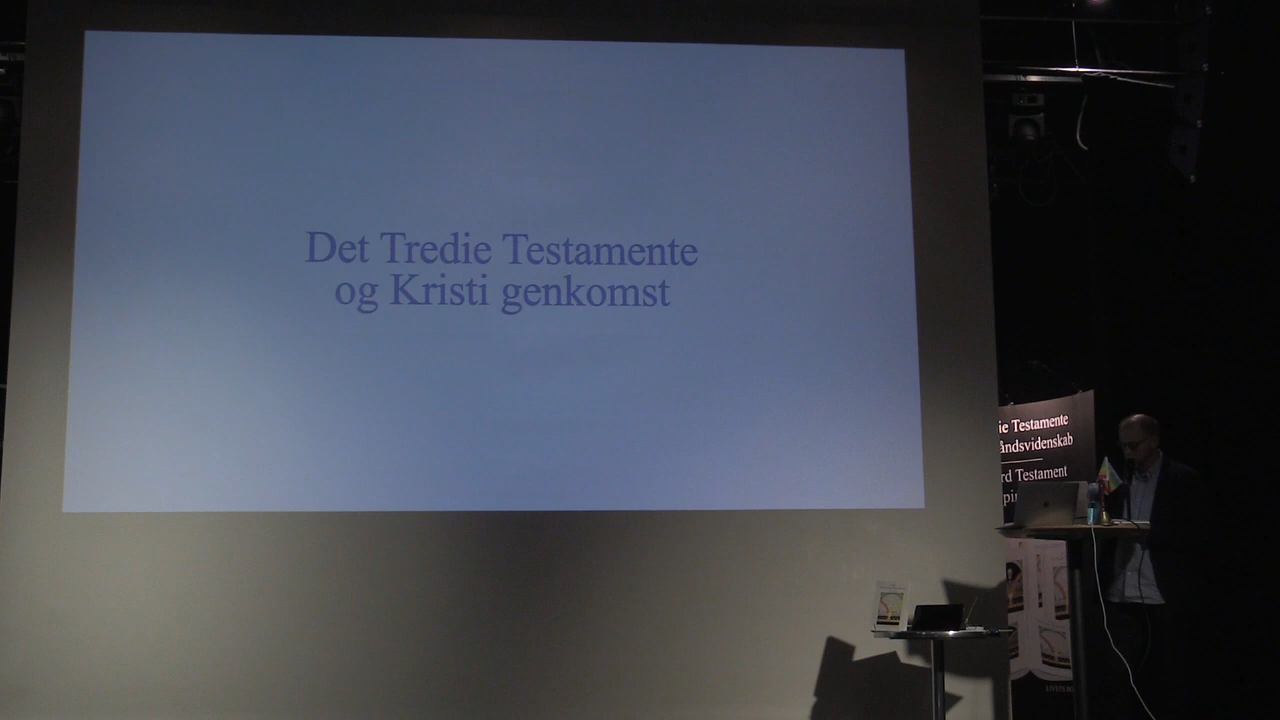 Det Tredie Testamente
og Kristi genkomst
ie Testamente
åndsvidenskab
rd Testament